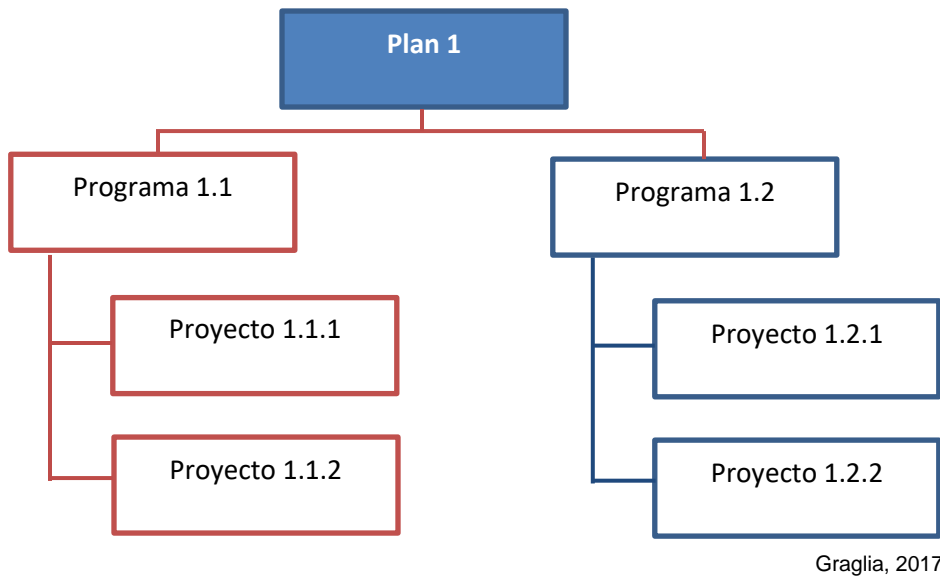 Plan 1
Programa 1.1
Programa 1.2
Proyecto 1.1.1
Proyecto 1.2.1
Proyecto 1.1.2
Proyecto 1.2.2
Graglia, 2017